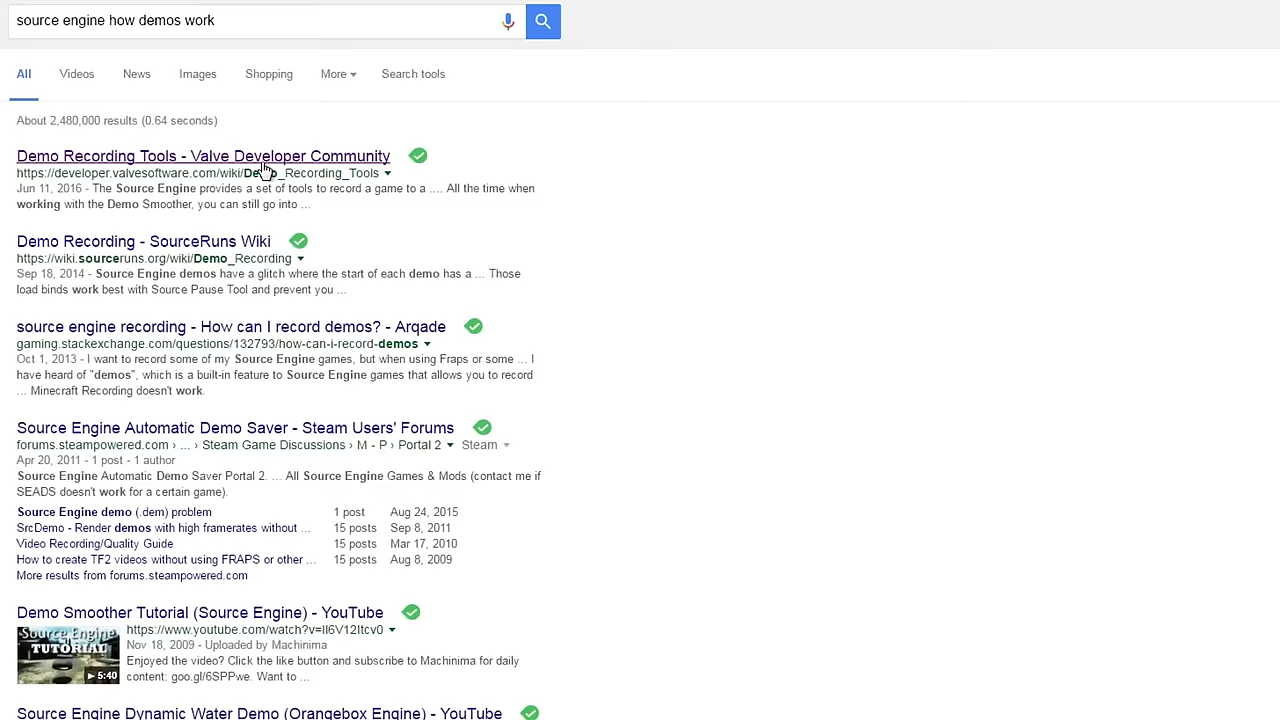 source engine how demos work
All Videos News Images Shopping More Search tools
About 2,480,000 results (0.64 seconds)
Demo Recording Tools - Valve Developer Community
https://developer.valvesoftware.com/wiki/Demo_Recording_Tools
Jun 11, 2016 - The Source Engine provides a set of tools to record a game to a .... All the time when
working with the Demo Smoother, you can still go into ...
Demo Recording - SourceRuns Wiki
https://wiki.sourceruns.org/wiki/Demo_Recording
Sep 18, 2014 - Source Engine demos have a glitch where the start of each demo has a ... Those
load binds work best with Source Pause Tool and prevent you ...
source engine recording - How can I record demos? - Arqade
gaming.stackexchange.com/questions/132793/how-can-i-record-demos
Oct 1, 2013 - I want to record some of my Source Engine games, but when using Fraps or some ... I
have heard of "demos", which is a built-in feature to Source Engine games that allows you to record
... Minecraft Recording doesn't work.
Source Engine Automatic Demo Saver - Steam Users' Forums
forums.steampowered.com › ... › Steam Game Discussions › M - P › Portal 2 Steam
Apr 20, 2011 - 1 post - 1 author
Source Engine Automatic Demo Saver Portal 2. ... All Source Engine Games & Mods (contact me if
SEADS doesn't work for a certain game).
Source Engine demo (.dem) problem 1 post Aug 24, 2015
SrcDemo - Render demos with high framerates without ... 15 posts Sep 8, 2011
Video Recording/Quality Guide 15 posts Mar 17, 2010
How to create TF2 videos without using FRAPS or other ... 15 posts Aug 8, 2009
More results from forums.steampowered.com
Demo Smoother Tutorial (Source Engine) - YouTube
https://www.youtube.com/watch?v=Il6V12Itcv0
Source Engine
TUTORIAL
5:40
Nov 18, 2009 - Uploaded by Machinima
Enjoyed the video? Click the like button and subscribe to Machinima for daily
content: goo.gl/6SPPwe. Want to ...
Source Engine Dynamic Water Demo (Orangebox Engine) - YouTube